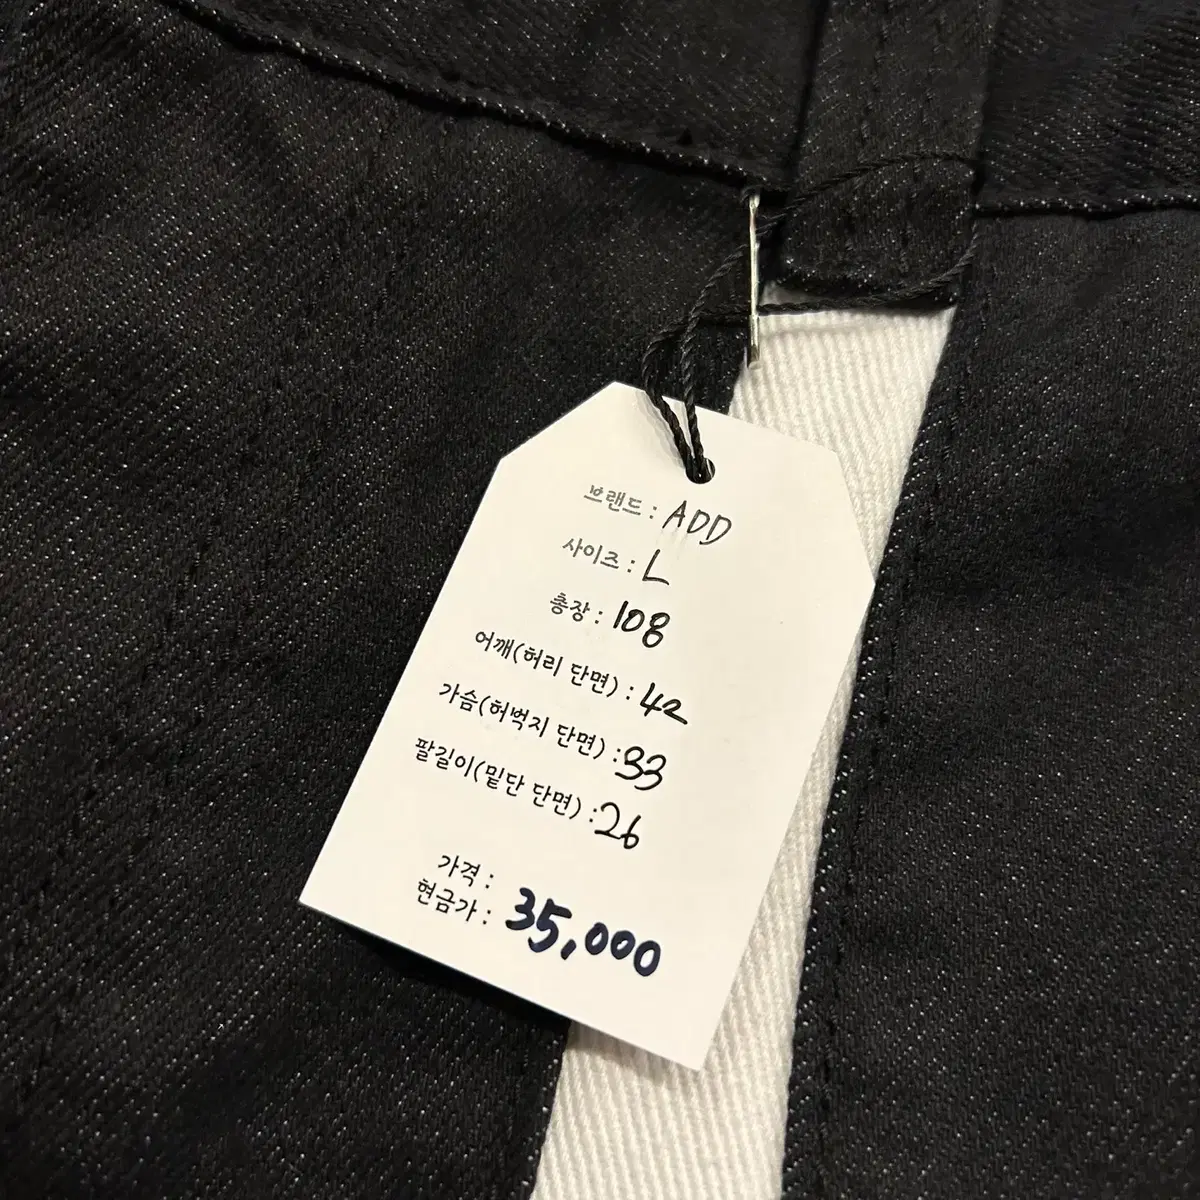 브랜드 : ADD
사이즈 : L
총장 : 108
어깨(허리 단면) : 42
가슴(허벅지 단면) : 33
팔길이(밑단 단면) : 26
가격 :
현금가 : 35,000